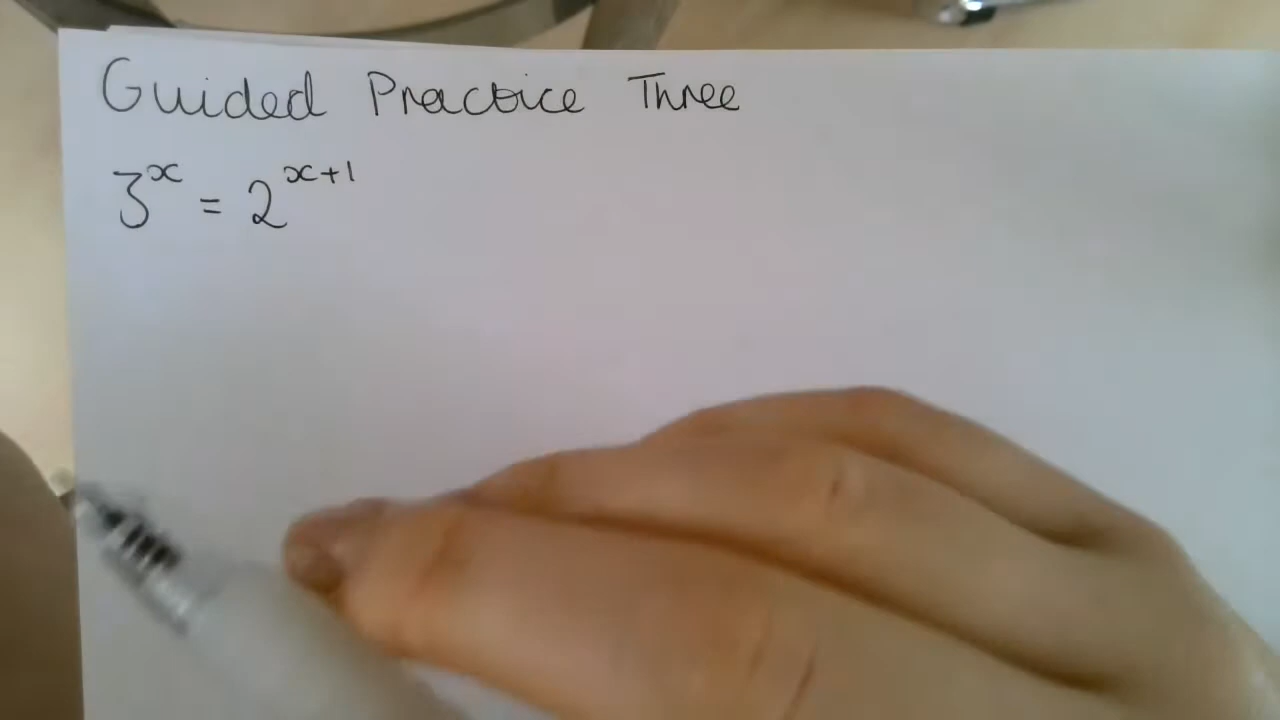 Guided Practice Three
3^x = 2^{x+1}